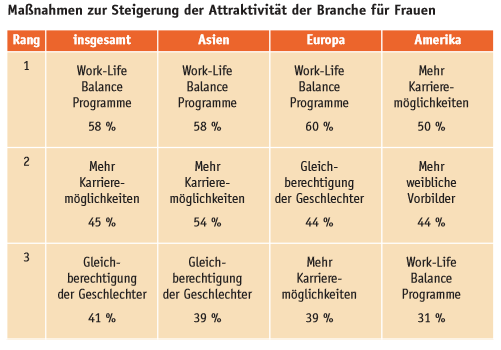 Maßnahmen zur Steigerung der Attraktivität der Branche für Frauen
Rang insgesamt Asien Europa Amerika
1
Work-Life Work-Life Work-Life Mehr
Balance Balance Balance Karriere-
Programme Programme Programme möglichkeiten
58 % 58 % 60 % 50 %
2
Mehr Mehr Gleich- Mehr
Karriere- Karriere- berechtigung weibliche
möglichkeiten möglichkeiten der Geschlechter Vorbilder
45 % 54 % 44 % 44 %
3
Gleich- Gleich- Mehr Work-Life
berechtigung berechtigung Karriere- Balance
der Geschlechter der Geschlechter möglichkeiten Programme
41 % 39 % 39 % 31 %